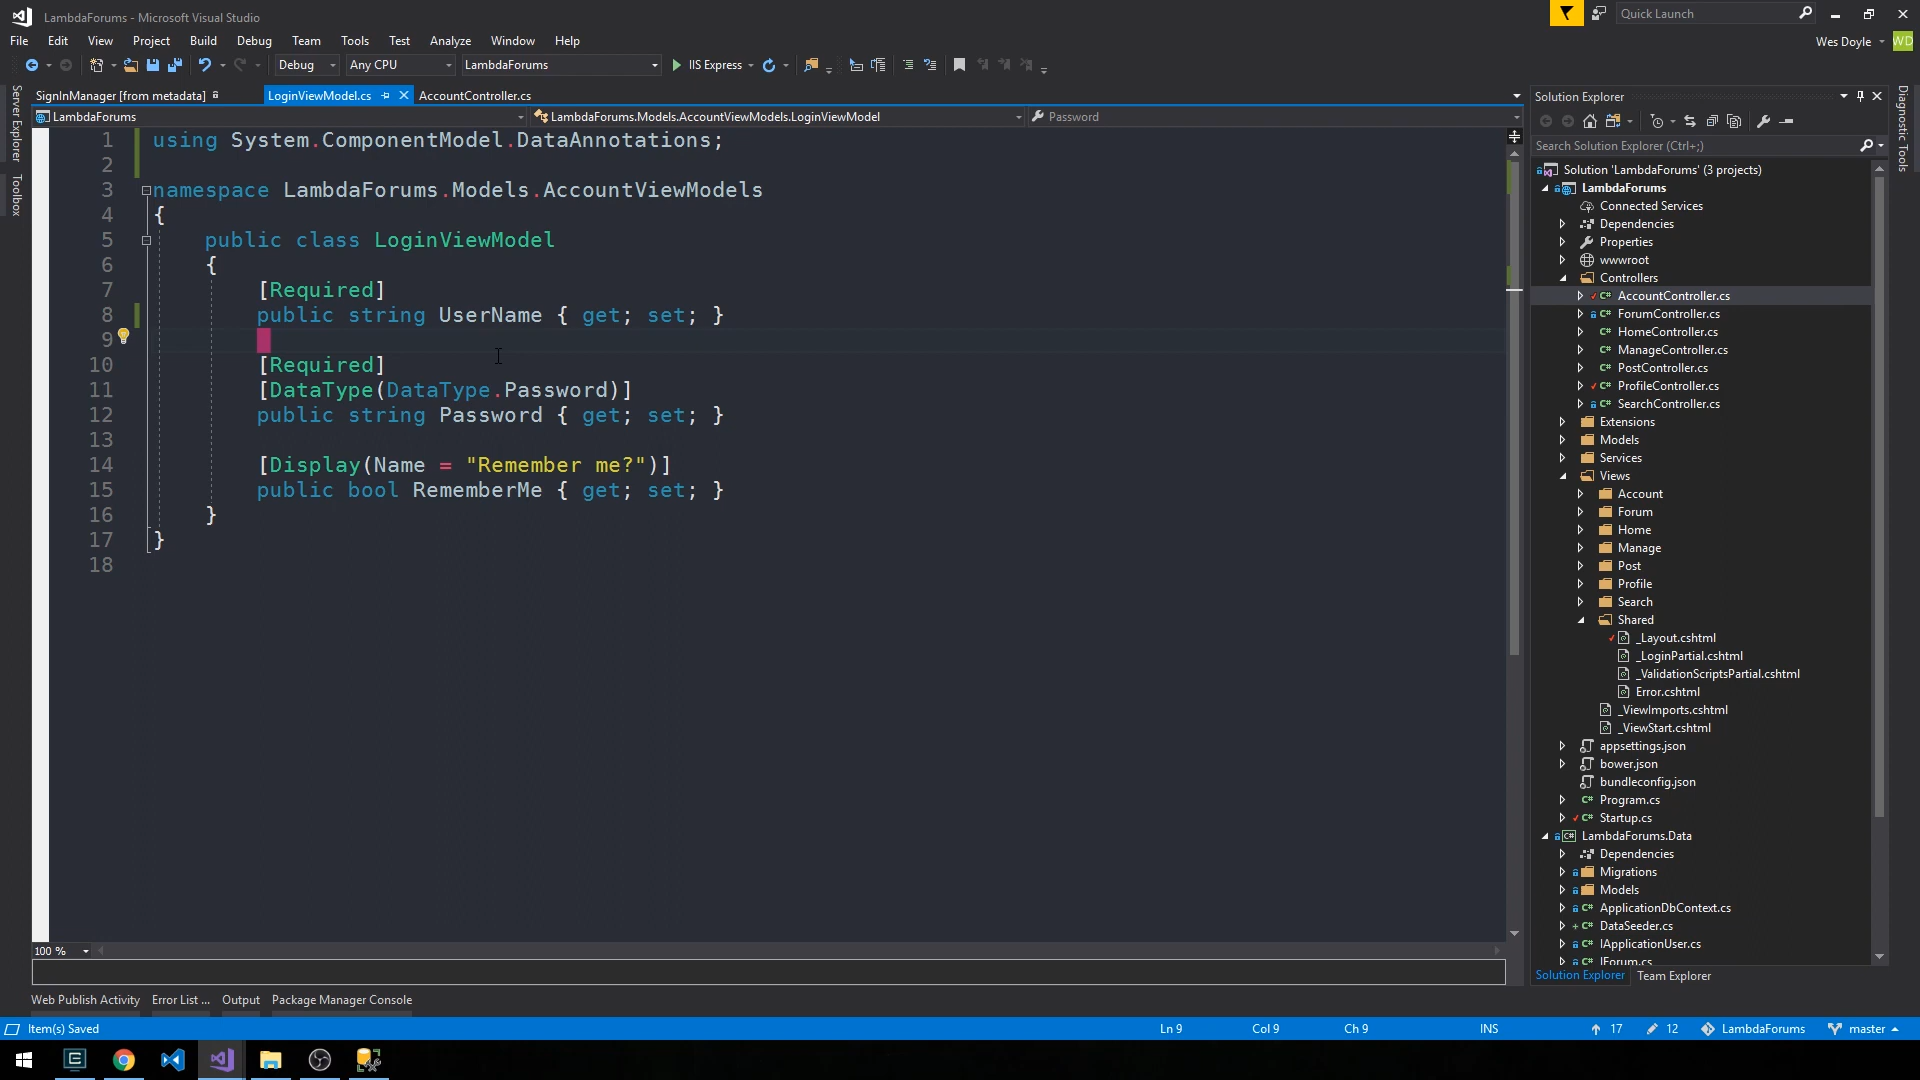 LambdaForums - Microsoft Visual Studio
Quick Launch
File Edit View Project Build Debug Team Tools Test Analyze Window Help
Wes Doyle WD
Debug Any CPU LambdaForums IIS Express
SignInManager [from metadata] LoginViewModel.cs AccountController.cs
LambdaForums LambdaForums.Models.AccountViewModels.LoginViewModel Password
Server Explorer
Toolbox
1 using System.ComponentModel.DataAnnotations;
2
3 namespace LambdaForums.Models.AccountViewModels
4 {
5 public class LoginViewModel
6 {
7 [Required]
8 public string UserName { get; set; }
9
10 [Required]
11 [DataType(DataType.Password)]
12 public string Password { get; set; }
13
14 [Display(Name = "Remember me?")]
15 public bool RememberMe { get; set; }
16 }
17 }
18
100 %
Solution Explorer
Search Solution Explorer (Ctrl+;)
Solution 'LambdaForums' (3 projects)
LambdaForums
Connected Services
Dependencies
Properties
wwwroot
Controllers
C# AccountController.cs
C# ForumController.cs
C# HomeController.cs
C# ManageController.cs
C# PostController.cs
C# ProfileController.cs
C# SearchController.cs
Extensions
Models
Services
Views
Account
Forum
Home
Manage
Post
Profile
Search
Shared
_Layout.cshtml
_LoginPartial.cshtml
_ValidationScriptsPartial.cshtml
Error.cshtml
_ViewImports.cshtml
_ViewStart.cshtml
appsettings.json
bower.json
bundleconfig.json
C# Program.cs
C# Startup.cs
C# LambdaForums.Data
Dependencies
Migrations
Models
C# ApplicationDbContext.cs
C# DataSeeder.cs
C# IApplicationUser.cs
C# IForum.cs
Solution Explorer Team Explorer
Diagnostic Tools
Web Publish Activity Error List ... Output Package Manager Console
Item(s) Saved Ln 9 Col 9 Ch 9 INS 17 12 LambdaForums master